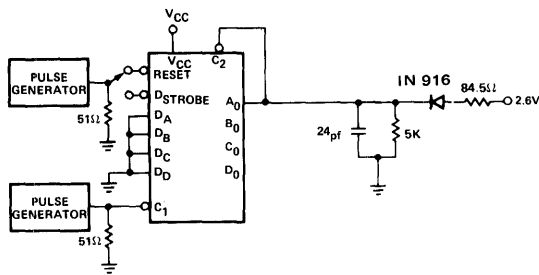 VCC
VCC
C2
PULSE
GENERATOR
RESET
51Ω
DSTROBE
DA
DB
DC
DD
A0
B0
C0
D0
IN 916
84.5Ω
2.6V
24pf
5K
PULSE
GENERATOR
C1
51Ω